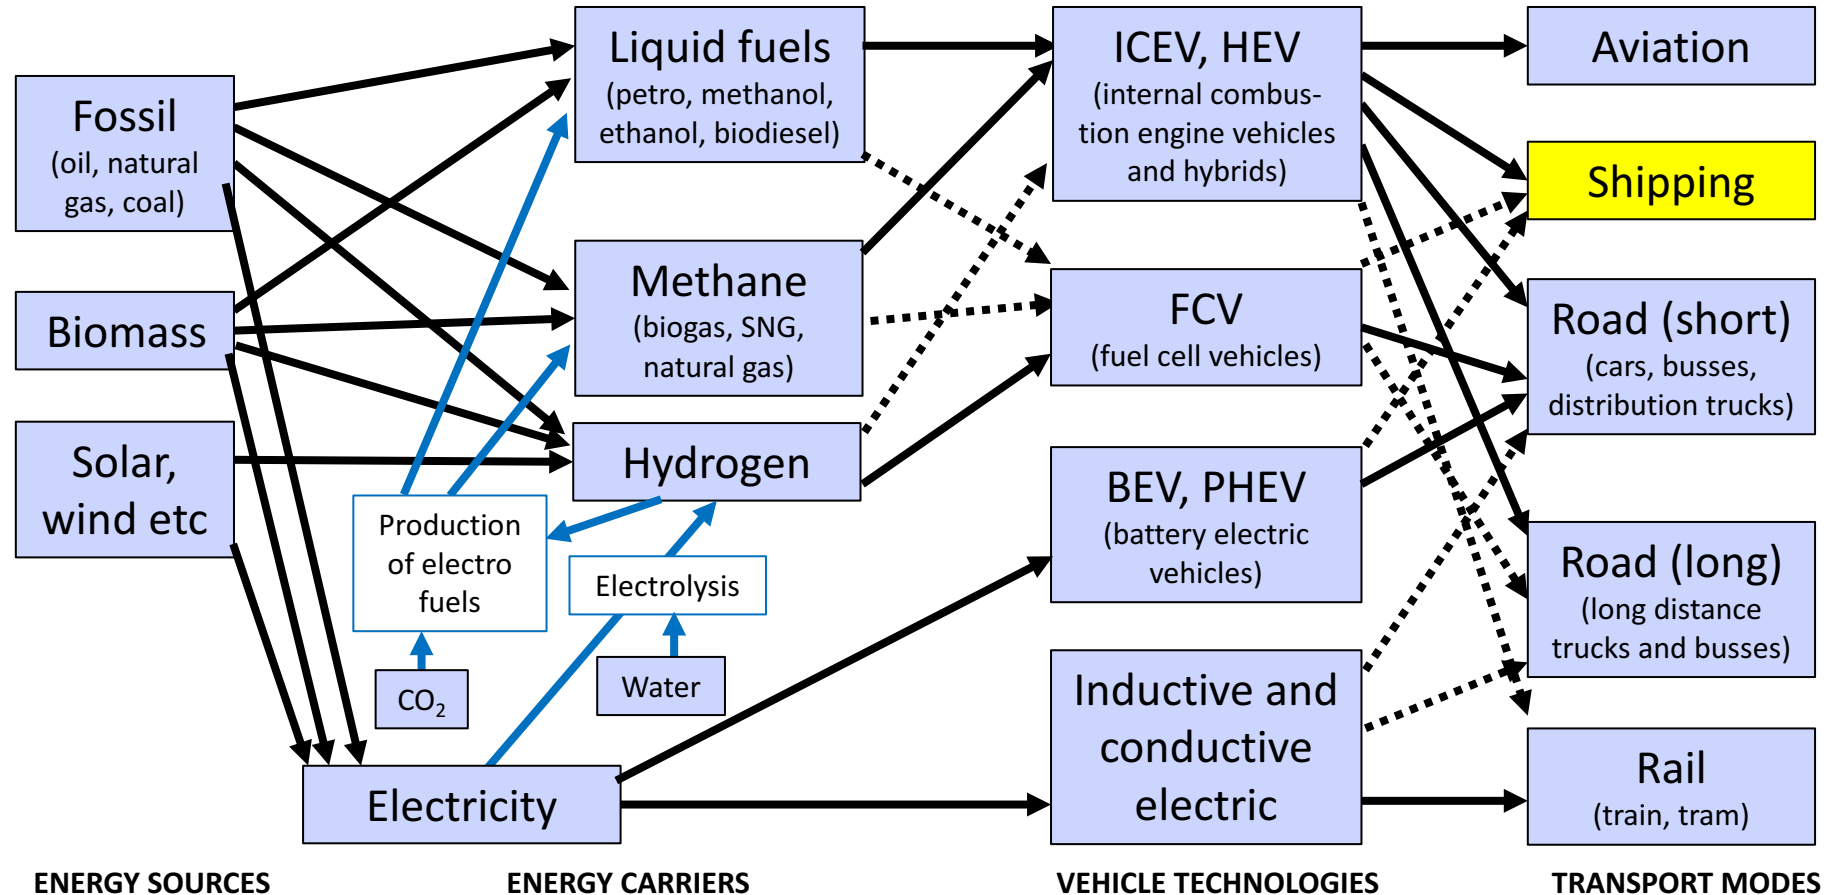 Fossil
(oil, natural
gas, coal)
Biomass
Solar,
wind etc
Liquid fuels
(petro, methanol,
ethanol, biodiesel)
Methane
(biogas, SNG,
natural gas)
Hydrogen
Production
of electro
fuels
Electrolysis
CO₂
Water
Electricity
ICEV, HEV
(internal combus-
tion engine vehicles
and hybrids)
FCV
(fuel cell vehicles)
BEV, PHEV
(battery electric
vehicles)
Inductive and
conductive
electric
Aviation
Shipping
Road (short)
(cars, busses,
distribution trucks)
Road (long)
(long distance
trucks and busses)
Rail
(train, tram)
ENERGY SOURCES
ENERGY CARRIERS
VEHICLE TECHNOLOGIES
TRANSPORT MODES